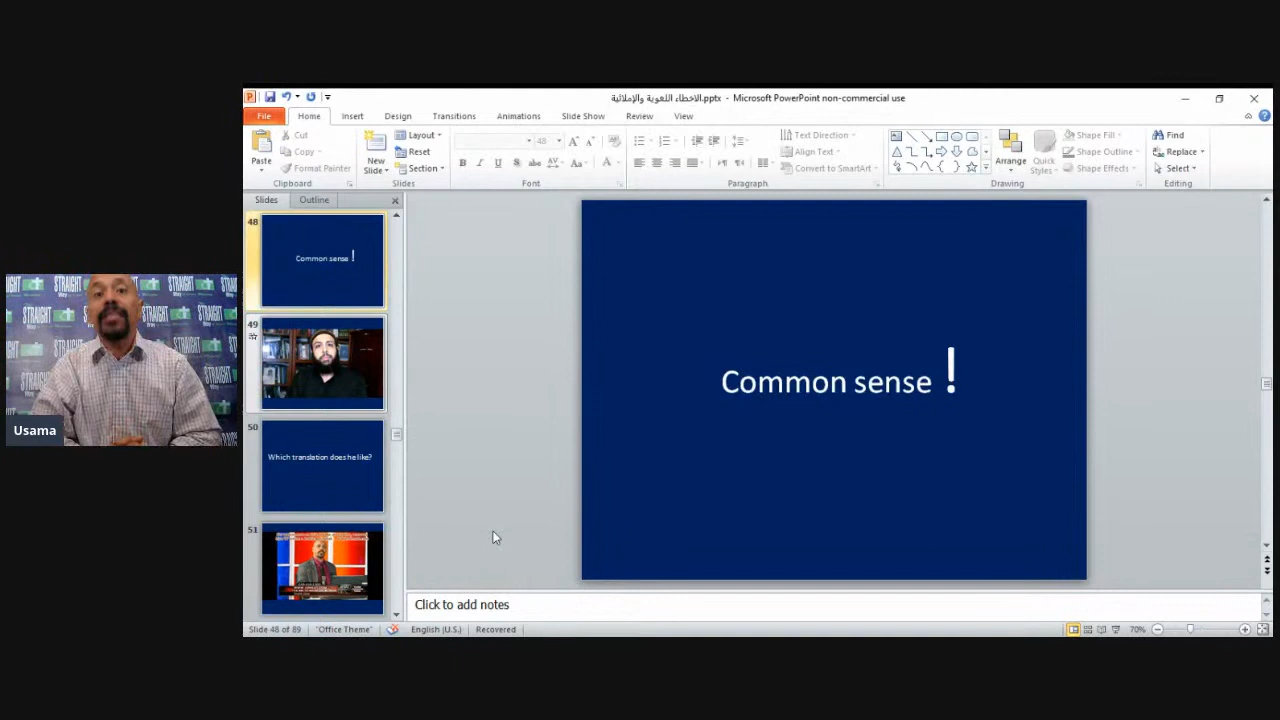 الاخطاء اللغوية والإملائية.pptx - Microsoft PowerPoint non-commercial use
File
Home
Insert
Design
Transitions
Animations
Slide Show
Review
View
Paste
Cut
Copy
Format Painter
Clipboard
New
Slide
Layout
Reset
Section
Slides
48
Font
Paragraph
Text Direction
Align Text
Convert to SmartArt
Arrange
Quick
Styles
Shape Fill
Shape Outline
Shape Effects
Drawing
Find
Replace
Select
Editing
Slides
Outline
48
Common sense !
49
50
Which translation does he like?
51
Common sense !
STRAIGHT
Way
Usama
Click to add notes
Slide 48 of 89
"Office Theme"
English (U.S.)
Recovered
70%